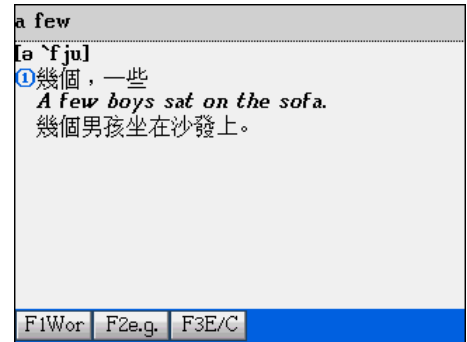 a few
[ə `fju]
①幾個，一些
A few boys sat on the sofa.
幾個男孩坐在沙發上。
F1Wor F2e.g. F3E/C